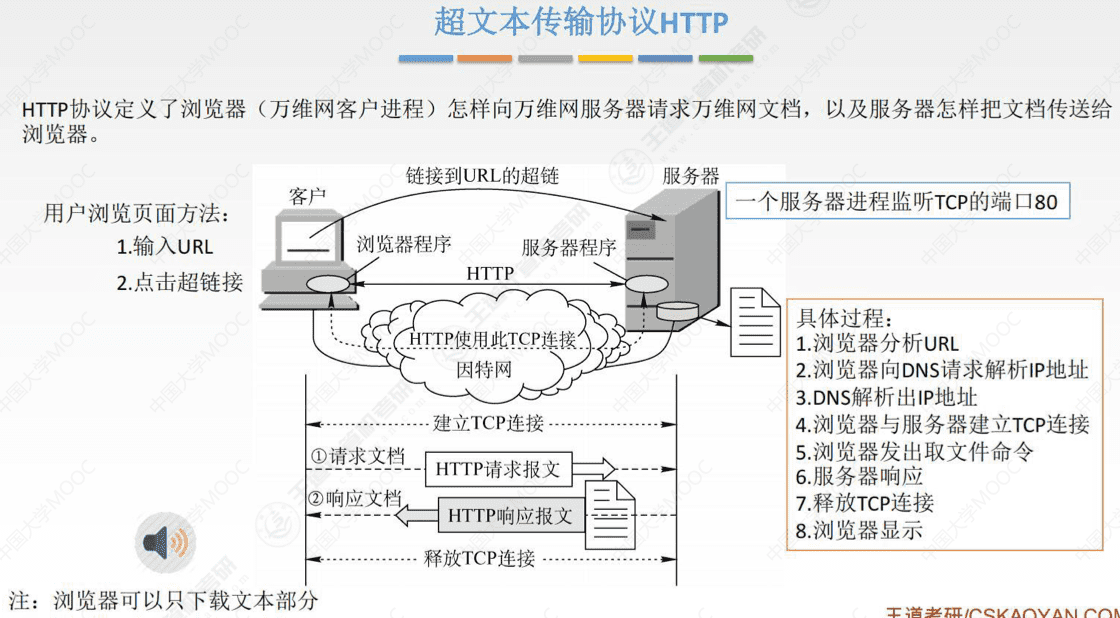 超文本传输协议HTTP
HTTP协议定义了浏览器（万维网客户进程）怎样向万维网服务器请求万维网文档，以及服务器怎样把文档传送给
浏览器。
用户浏览页面方法：
1.输入URL
2.点击超链接
客户
链接到URL的超链
服务器
浏览器程序
服务器程序
HTTP
HTTP使用此TCP连接
因特网
建立TCP连接
①请求文档
HTTP请求报文
②响应文档
HTTP响应报文
释放TCP连接
一个服务器进程监听TCP的端口80
具体过程：
1.浏览器分析URL
2.浏览器向DNS请求解析IP地址
3.DNS解析出IP地址
4.浏览器与服务器建立TCP连接
5.浏览器发出取文件命令
6.服务器响应
7.释放TCP连接
8.浏览器显示
注：浏览器可以只下载文本部分
王道考研/CSKAOYAN.COM
中国大学MOOC
王道考研